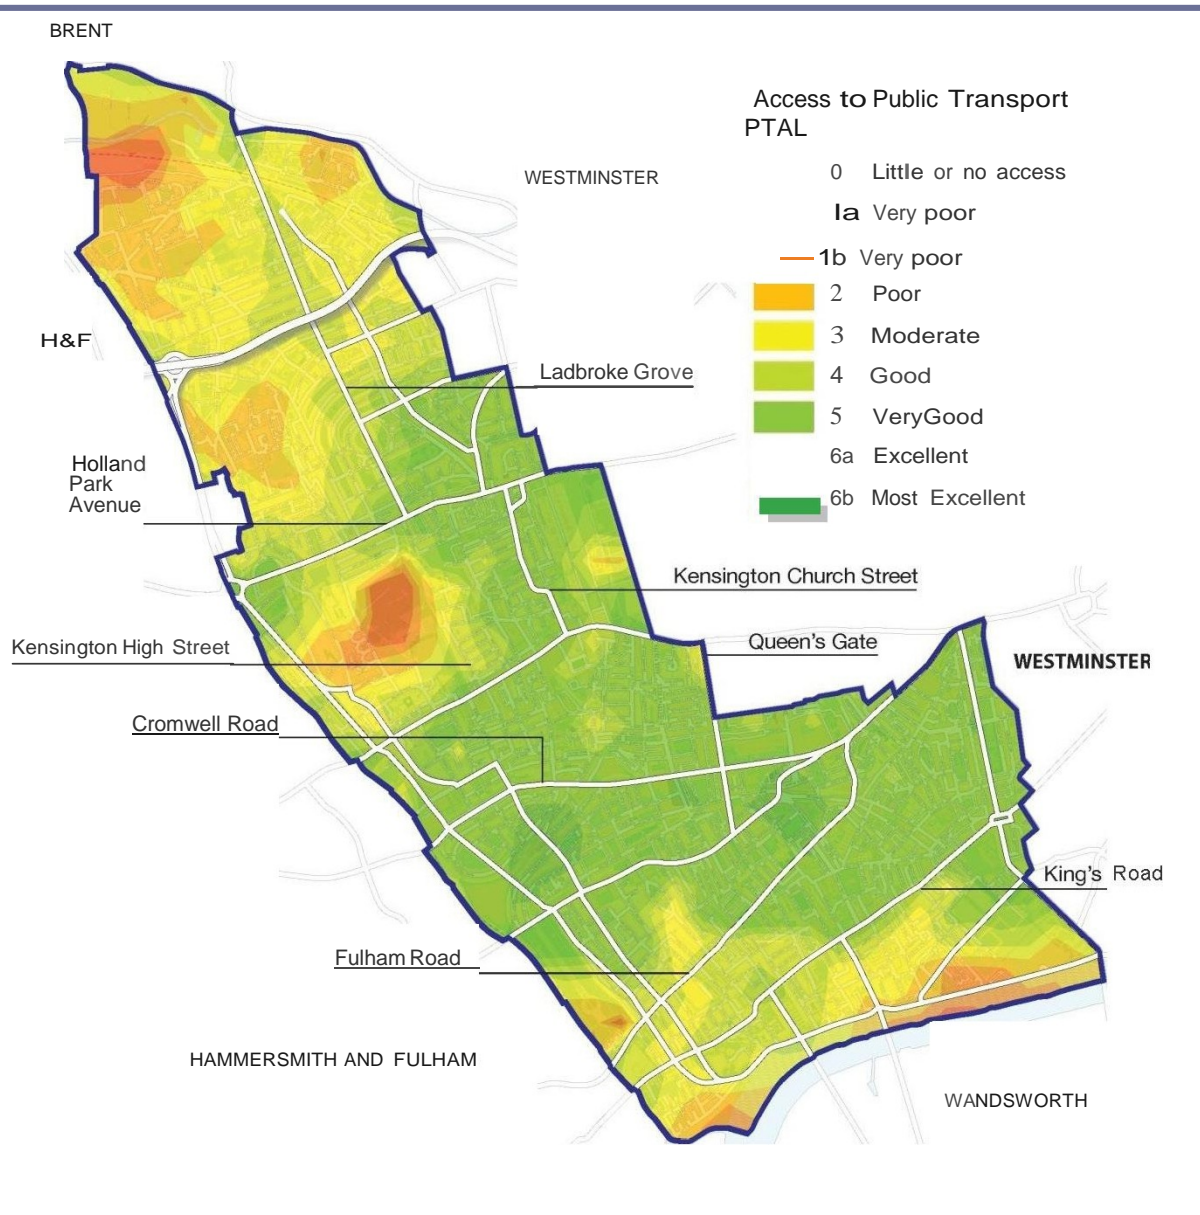 BRENT
Access to Public Transport
PTAL
WESTMINSTER
0 Little or no access
Ia Very poor
1b Very poor
2 Poor
H&F
3 Moderate
Ladbroke Grove
4 Good
5 VeryGood
Holland
Park
Avenue
6a Excellent
6b Most Excellent
Kensington Church Street
Kensington High Street
Queen's Gate
WESTMINSTER
Cromwell Road
King's Road
Fulham Road
HAMMERSMITH AND FULHAM
WANDSWORTH